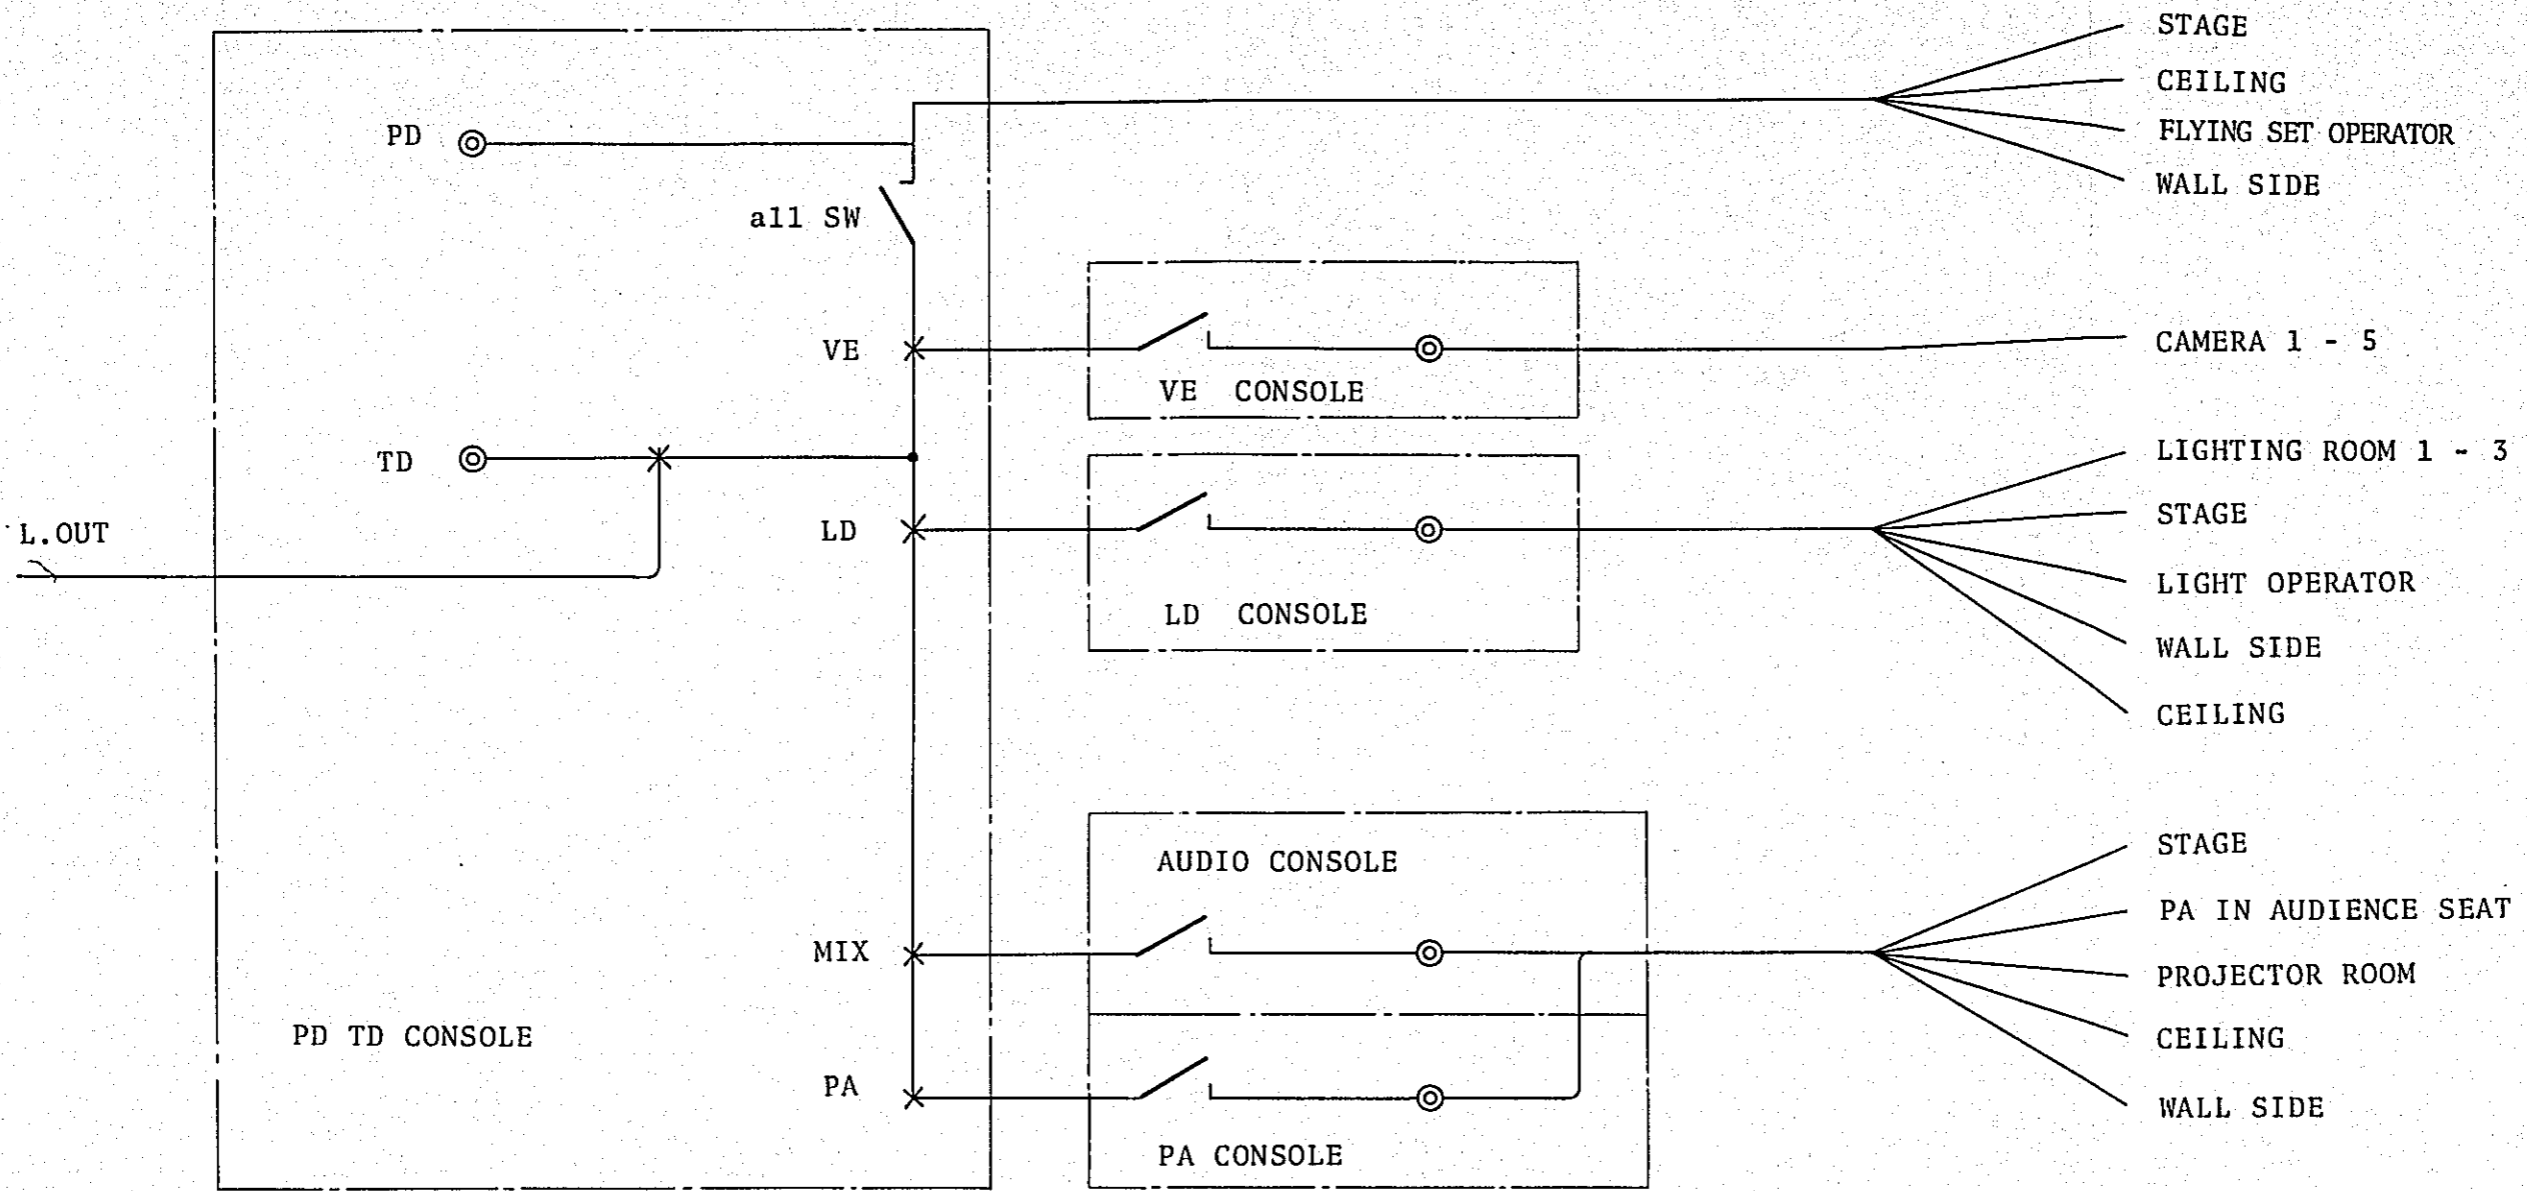 STAGE
CEILING
PD
FLYING SET OPERATOR
WALL SIDE
all SW
VE
CAMERA 1 - 5
VE CONSOLE
TD
LIGHTING ROOM 1 - 3
L.OUT
LD
STAGE
LIGHT OPERATOR
LD CONSOLE
WALL SIDE
CEILING
AUDIO CONSOLE
STAGE
PA IN AUDIENCE SEAT
MIX
PROJECTOR ROOM
PD TD CONSOLE
CEILING
PA
WALL SIDE
PA CONSOLE